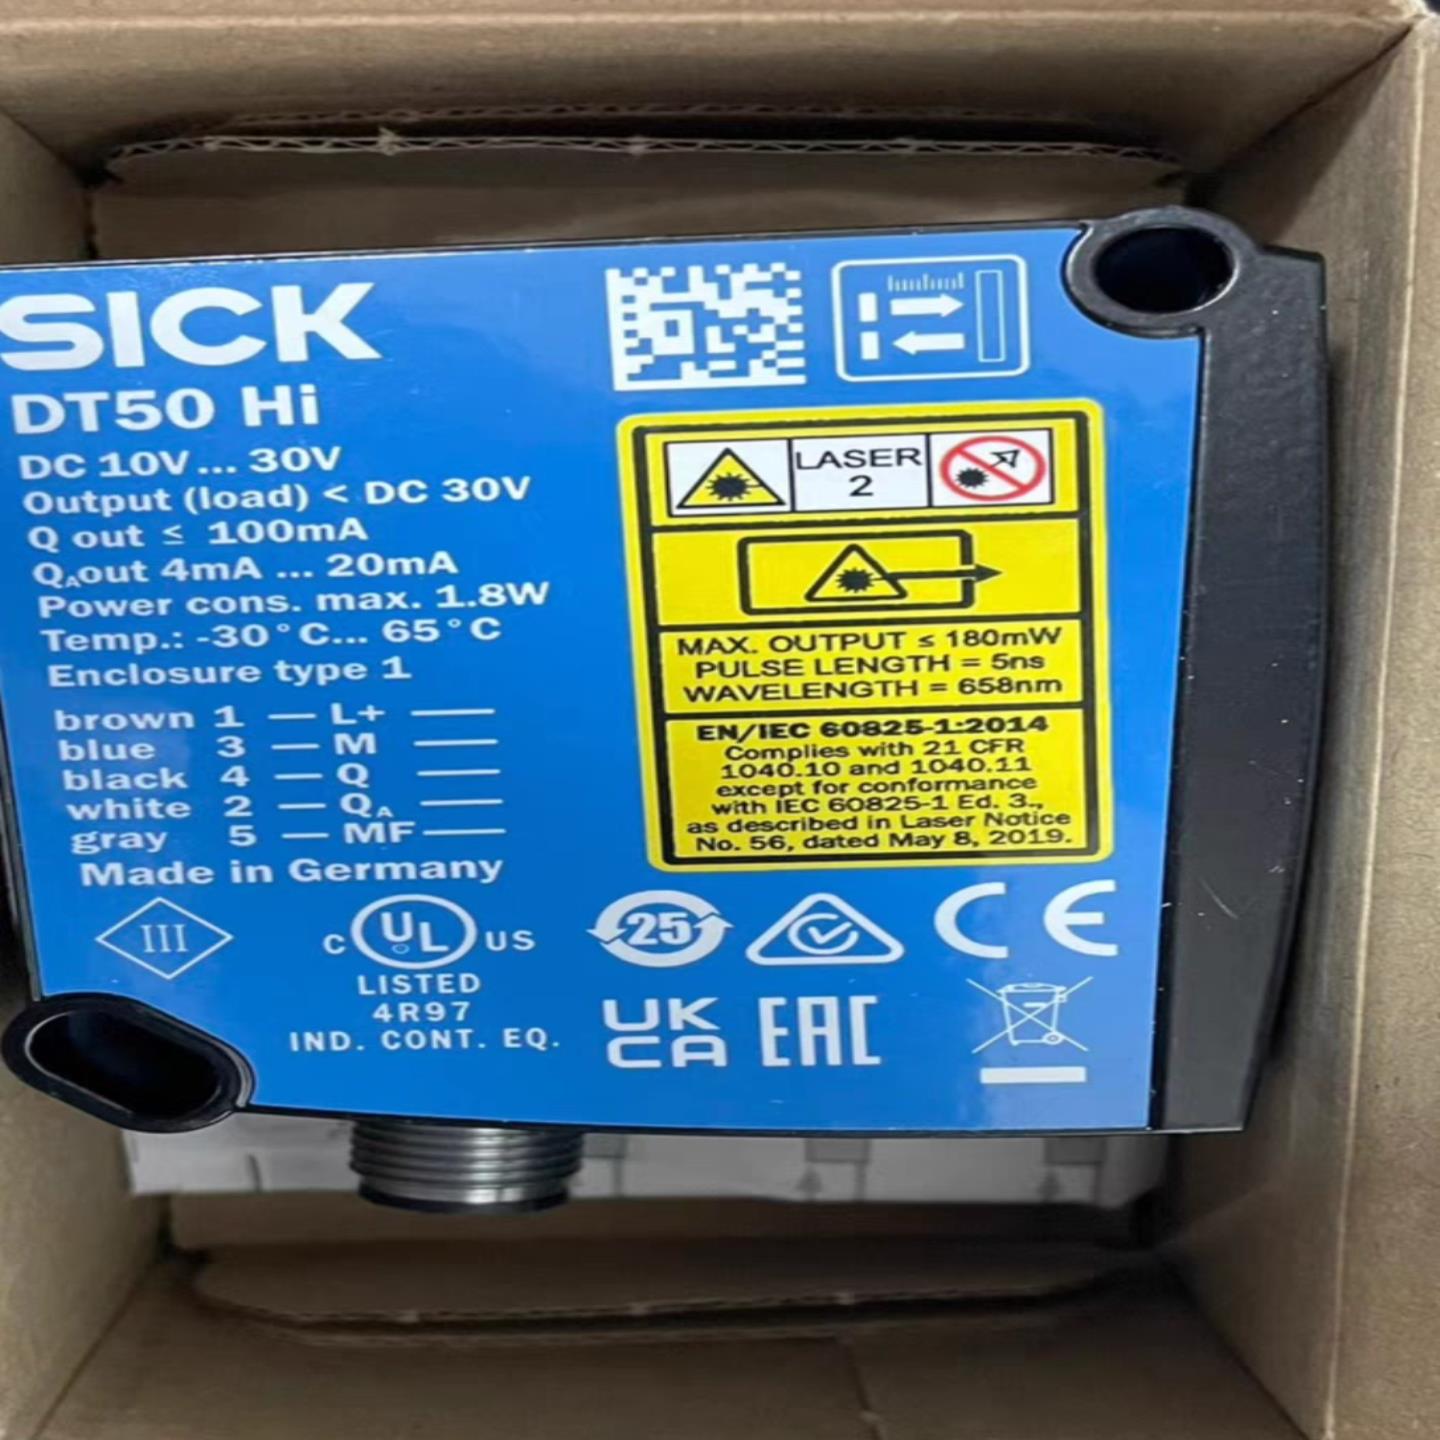 SICK
DT50 Hi
DC 10V... 30V
Output (load) < DC 30V
Q out ≤ 100mA
QAout 4mA ... 20mA
Power cons. max. 1.8W
Temp.: -30°C... 65°C
Enclosure type 1
brown 1 — L+ —
blue 3 — M —
black 4 — Q —
white 2 — QA —
gray 5 — MF —
Made in Germany
III
C UL US
LISTED
4R97
IND. CONT. EQ.
LASER
2
MAX. OUTPUT ≤ 180mW
PULSE LENGTH = 5ns
WAVELENGTH = 658nm
EN/IEC 60825-1:2014
Complies with 21 CFR
1040.10 and 1040.11
except for conformance
with IEC 60825-1 Ed. 3.,
as described in Laser Notice
No. 56, dated May 8, 2019.
25
CE
UK
CA
EAC